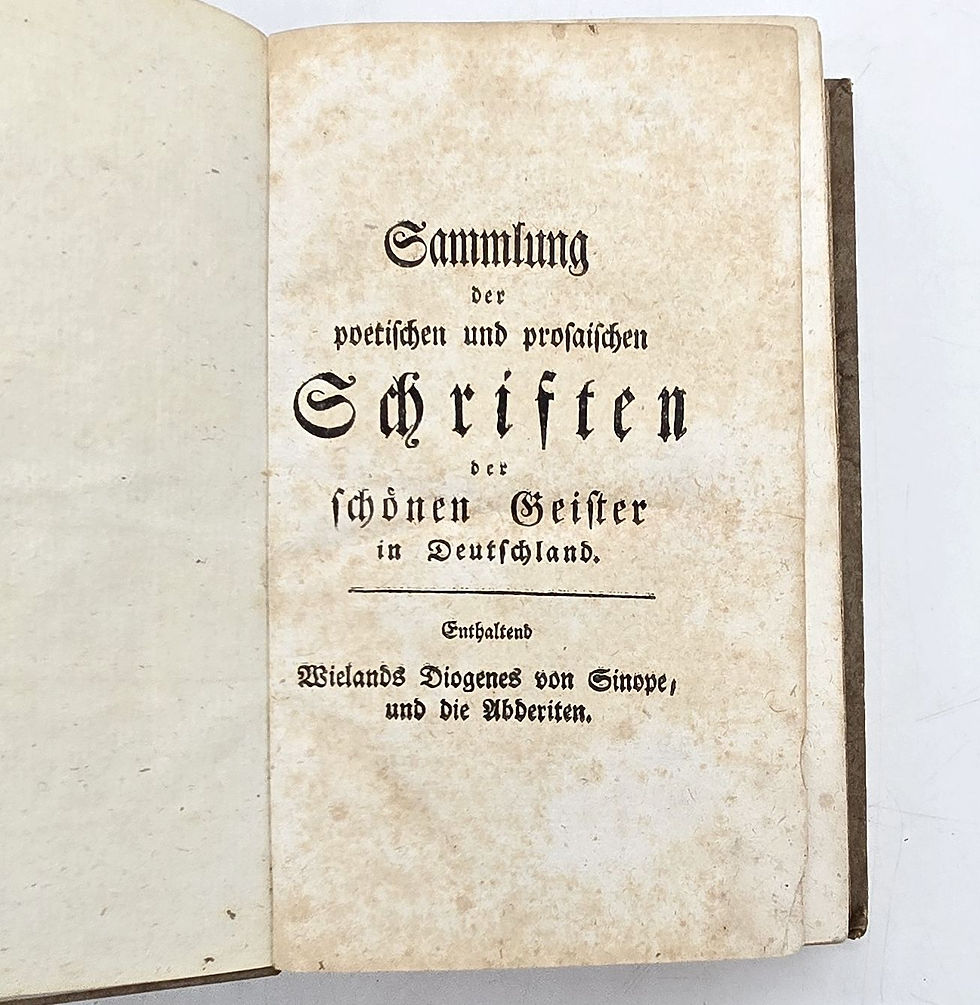 Sammlung
der
poetiſchen und proſaiſchen
Schriften
der
ſchönen Geiſter
in Deutſchland.
Enthaltend
Wielands Diogenes von Sinope,
und die Abderiten.